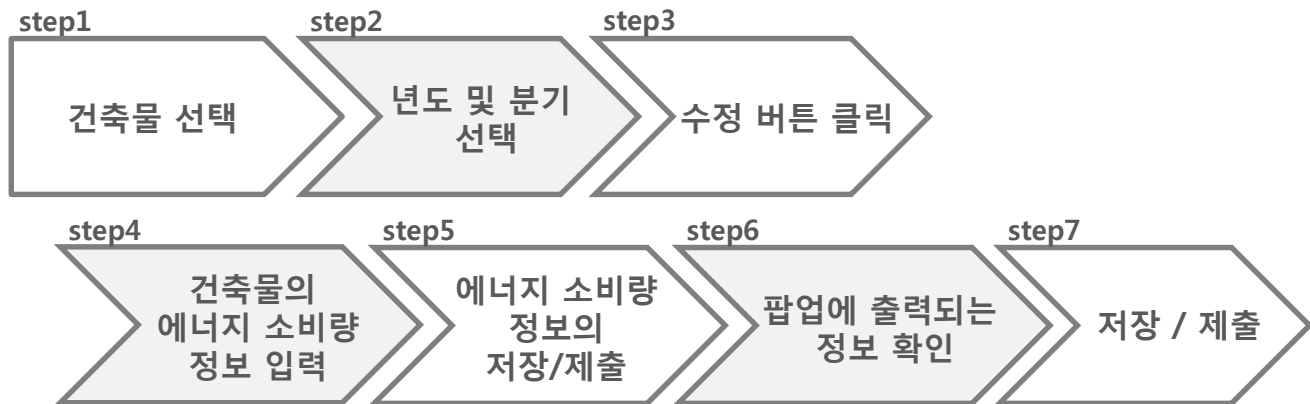 step1
건축물 선택
step2
년도 및 분기
선택
step3
수정 버튼 클릭
step4
건축물의
에너지 소비량
정보 입력
step5
에너지 소비량
정보의
저장/제출
step6
팝업에 출력되는
정보 확인
step7
저장 / 제출